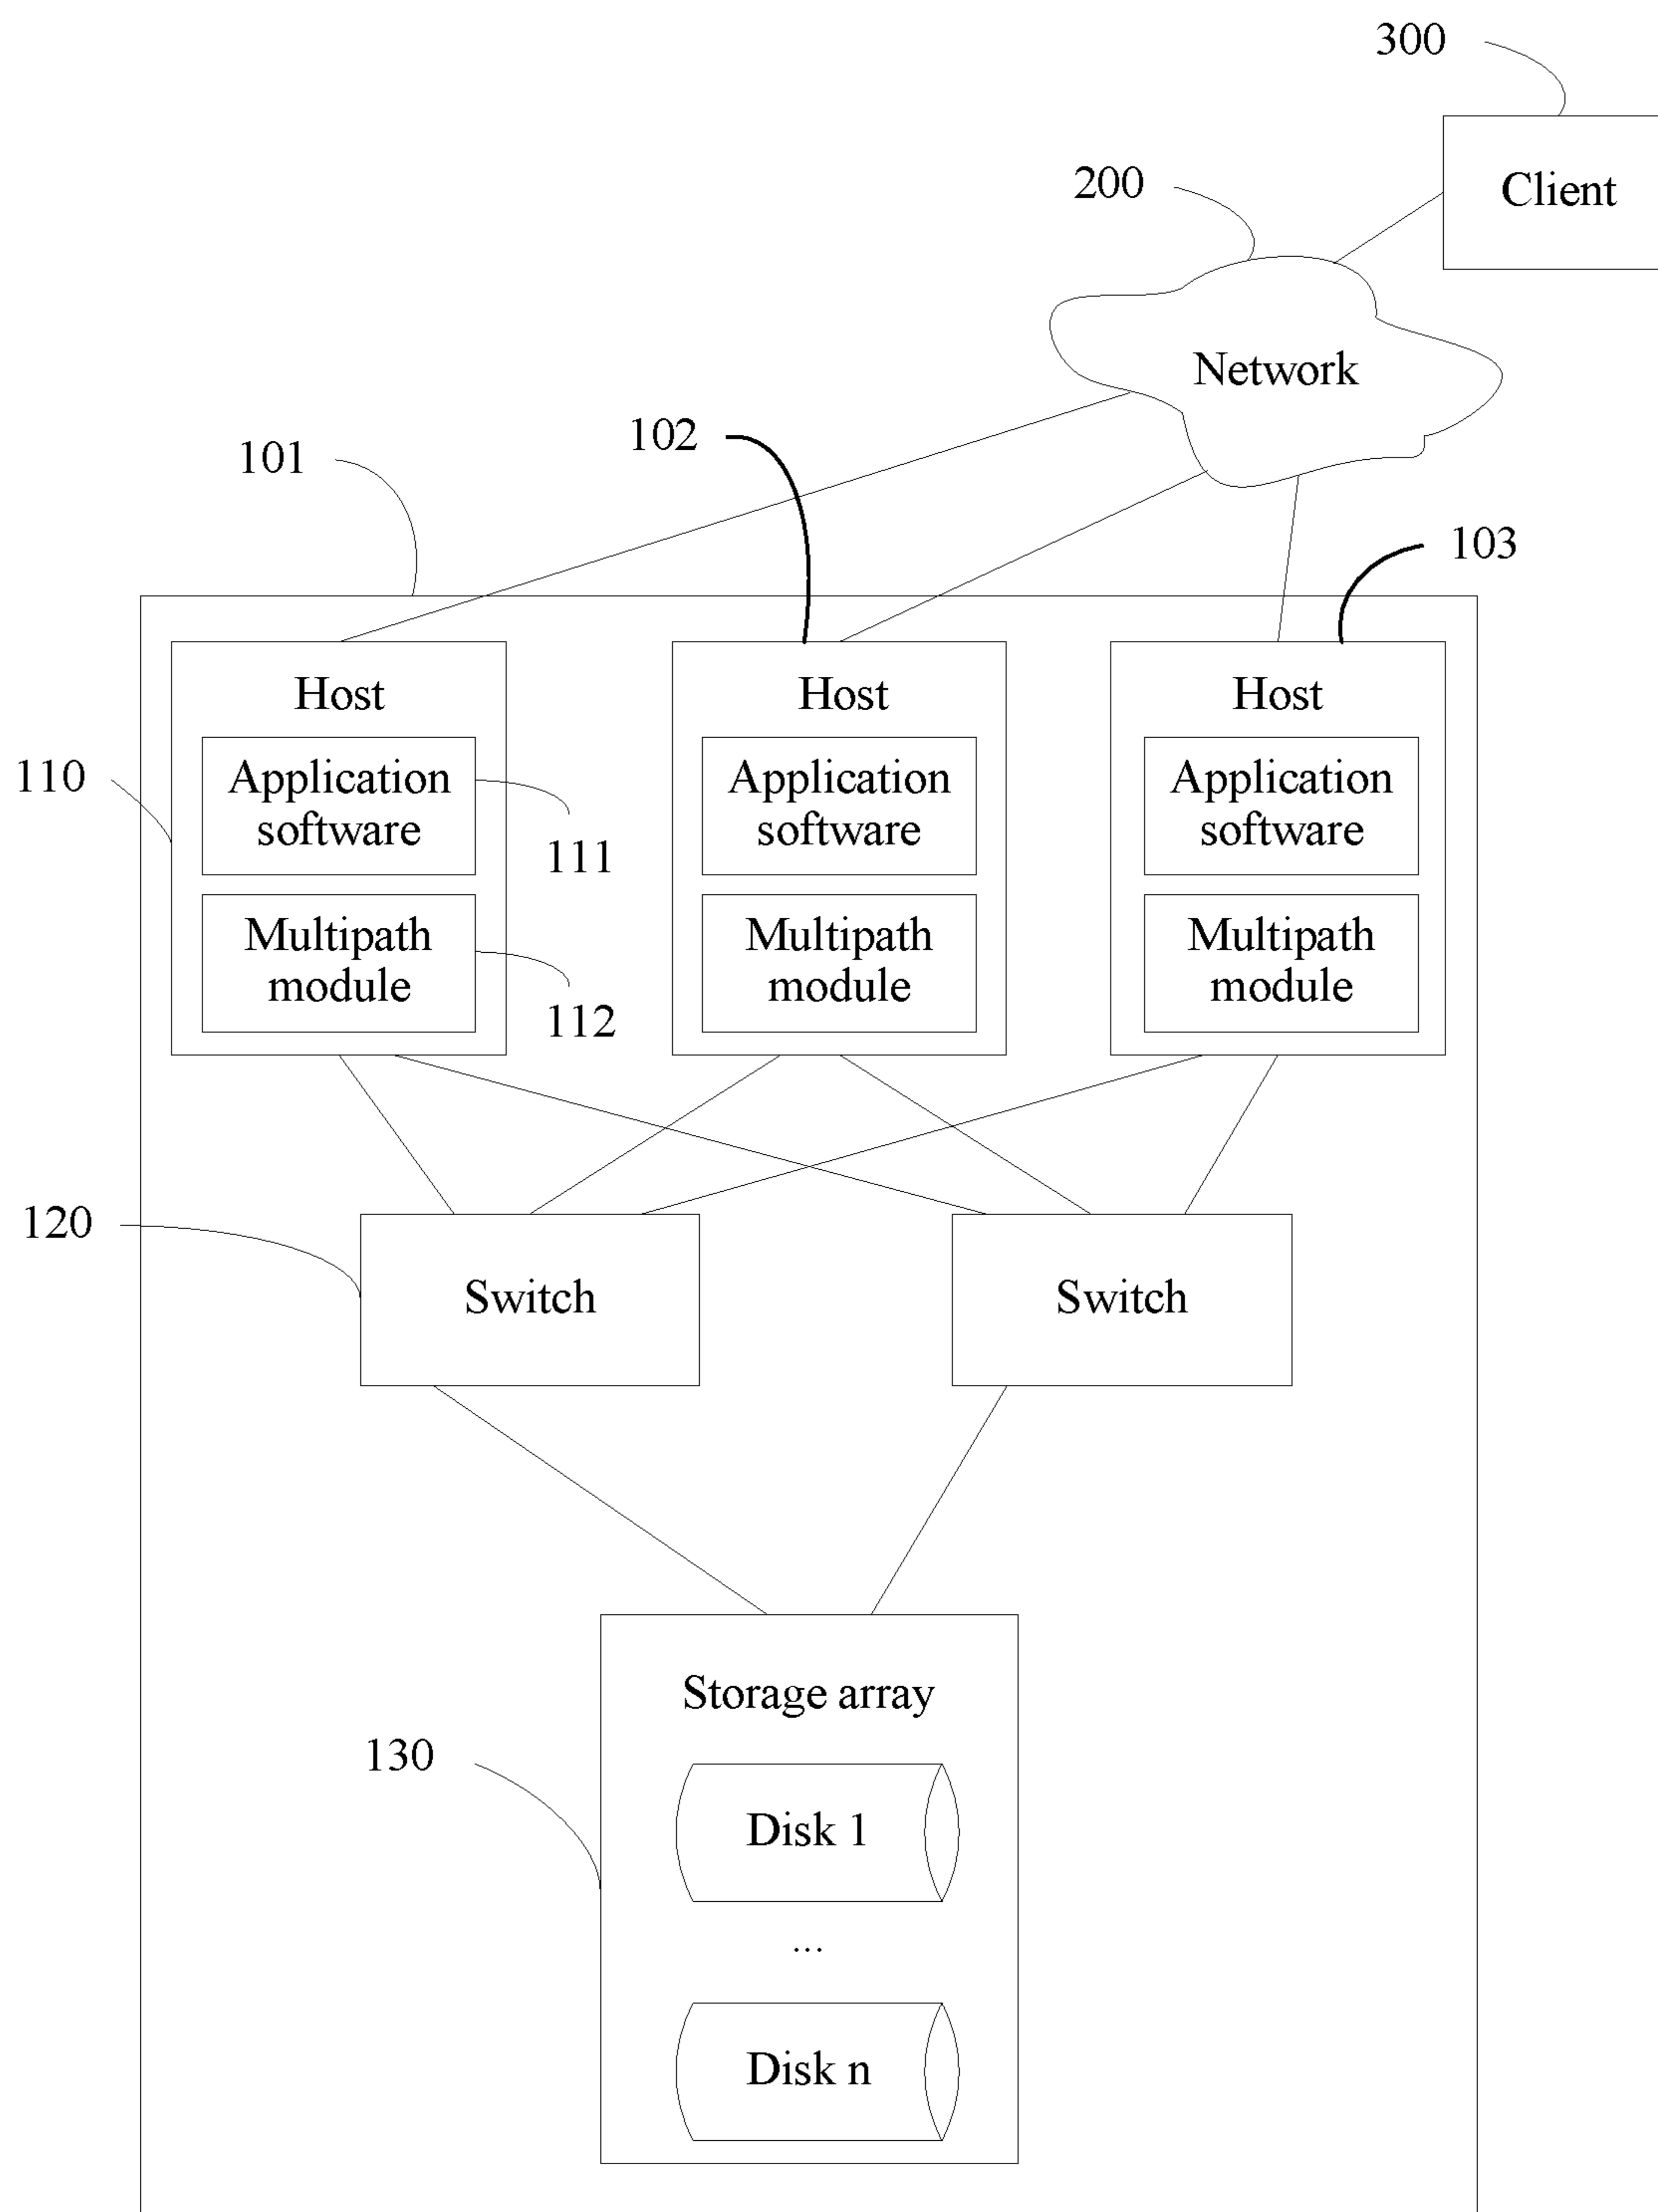 300
Client
200
Network
102
101
103
Host
Host
Host
110
Application
software
Application
software
Application
software
111
Multipath
module
Multipath
module
Multipath
module
112
120
Switch
Switch
Storage array
130
Disk 1
...
Disk n